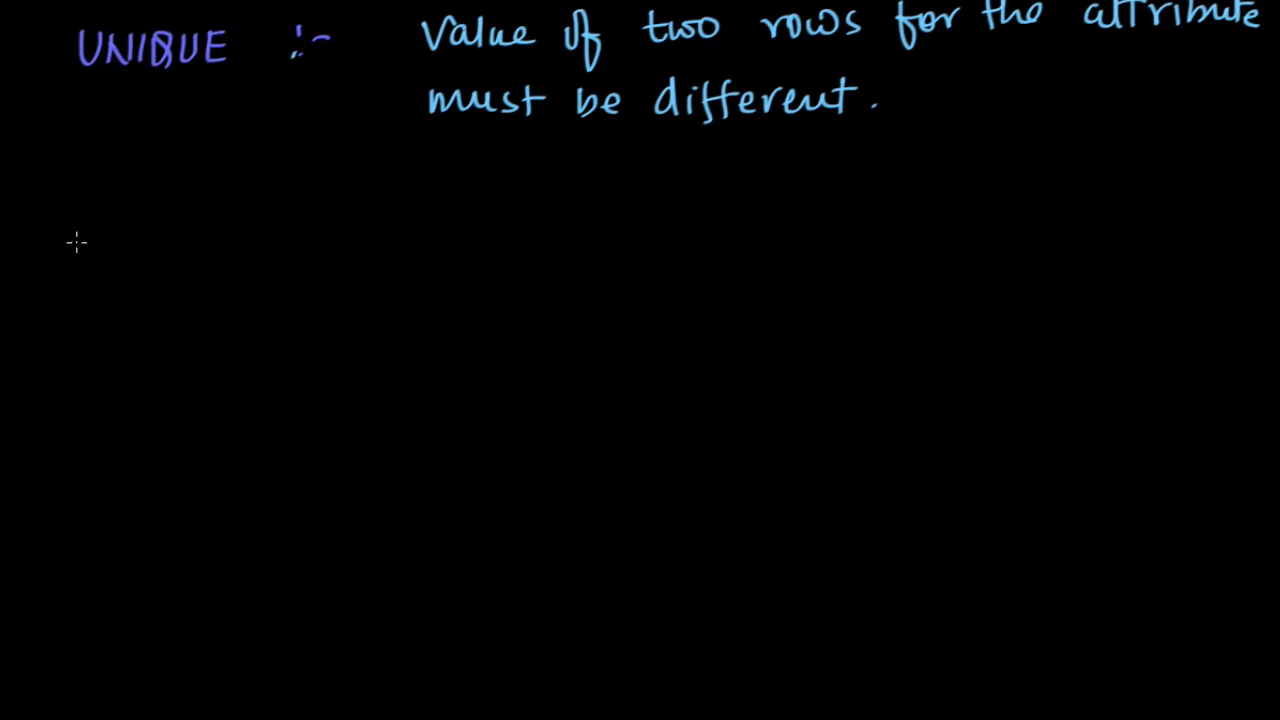 UNIQUE :- Value of two rows for the attribute
must be different.